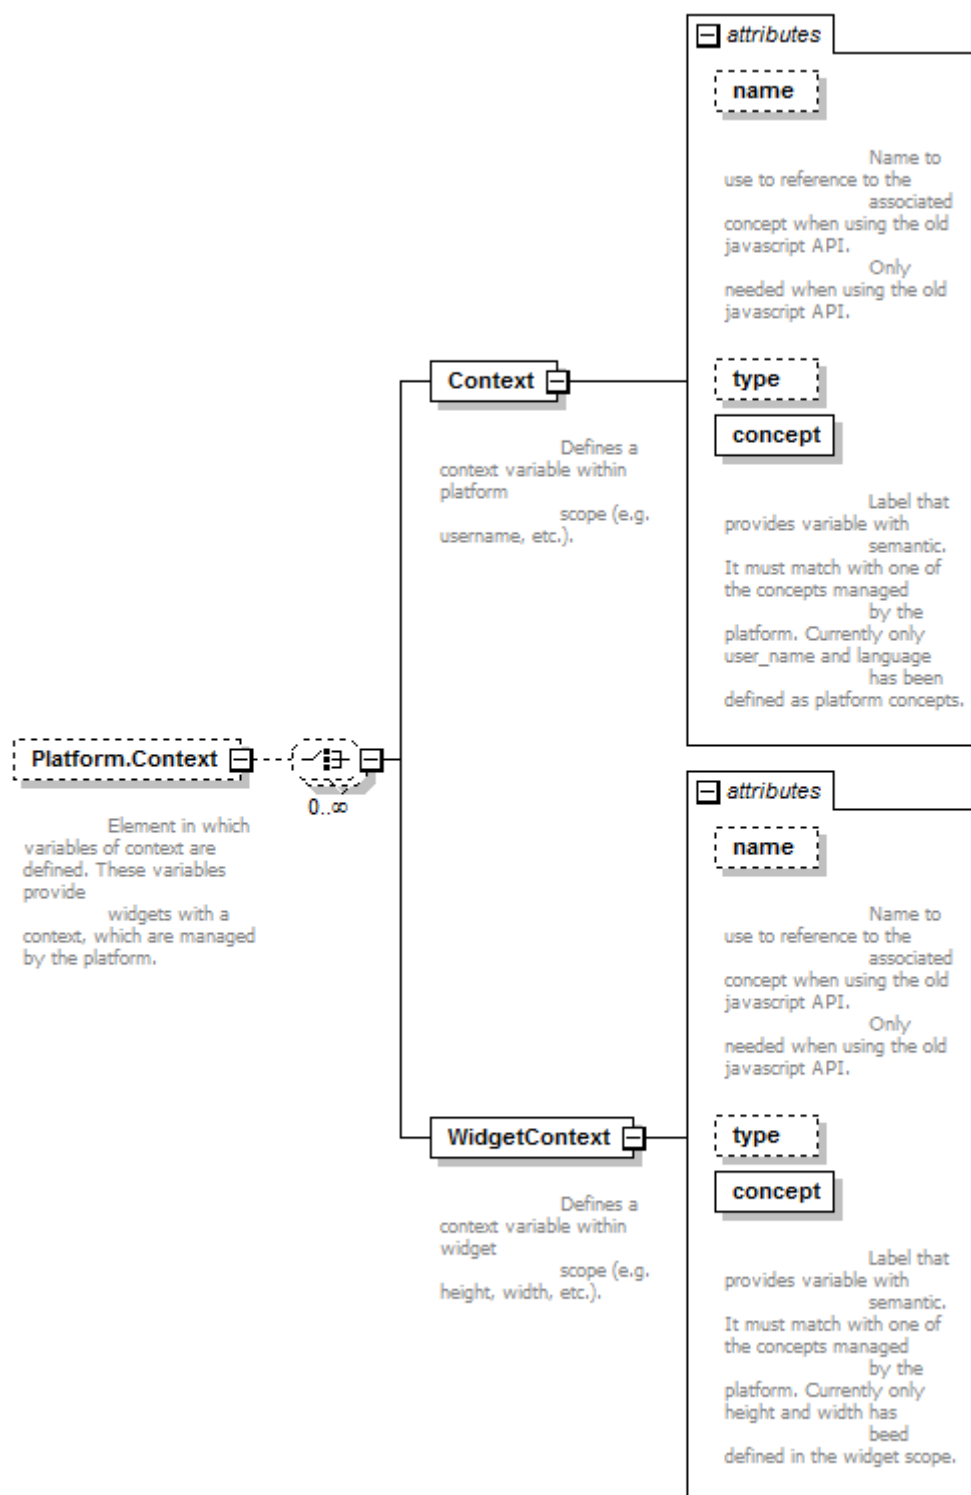 attributes
name
Name to
use to reference to the
associated
concept when using the old
javascript API.
Only
needed when using the old
javascript API.
type
concept
Label that
provides variable with
semantic.
It must match with one of
the concepts managed
by the
platform. Currently only
user_name and language
has been
defined as platform concepts.
Context
Defines a
context variable within
platform
scope (e.g.
username, etc.).
Platform.Context
0..∞
Element in which
variables of context are
defined. These variables
provide
widgets with a
context, which are managed
by the platform.
attributes
name
Name to
use to reference to the
associated
concept when using the old
javascript API.
Only
needed when using the old
javascript API.
type
concept
Label that
provides variable with
semantic.
It must match with one of
the concepts managed
by the
platform. Currently only
height and width has
beed
defined in the widget scope.
WidgetContext
Defines a
context variable within
widget
scope (e.g.
height, width, etc.).